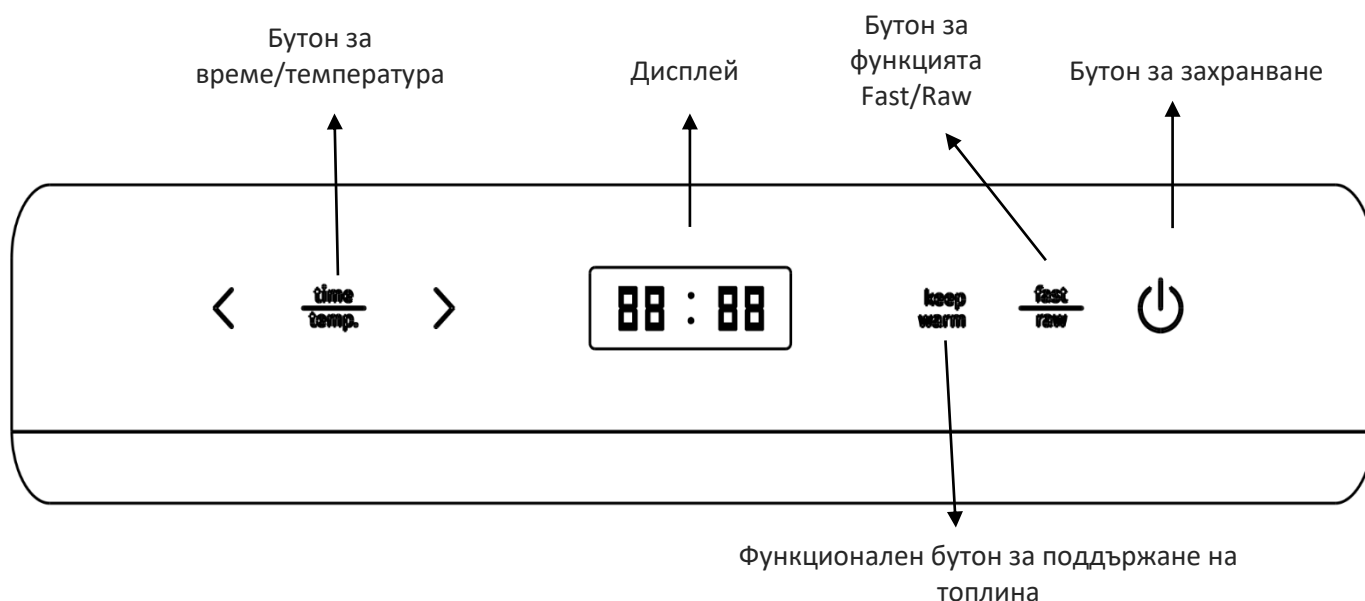 Бутон за
време/температура
Дисплей
Бутон за
функцията
Fast/Raw
Бутон за захранване
time
temp.
88 : 88
keep
warm
fast
raw
Функционален бутон за поддържане на
топлина